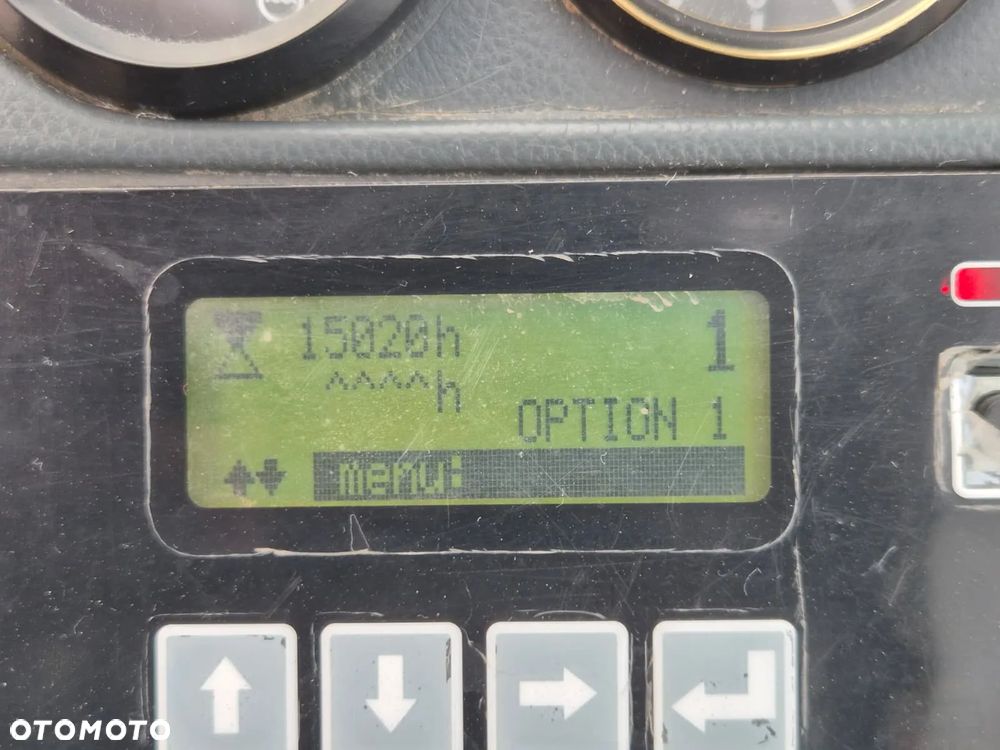 15020h 1
^^^^h
OPTION 1
menu:
OTOMOTO